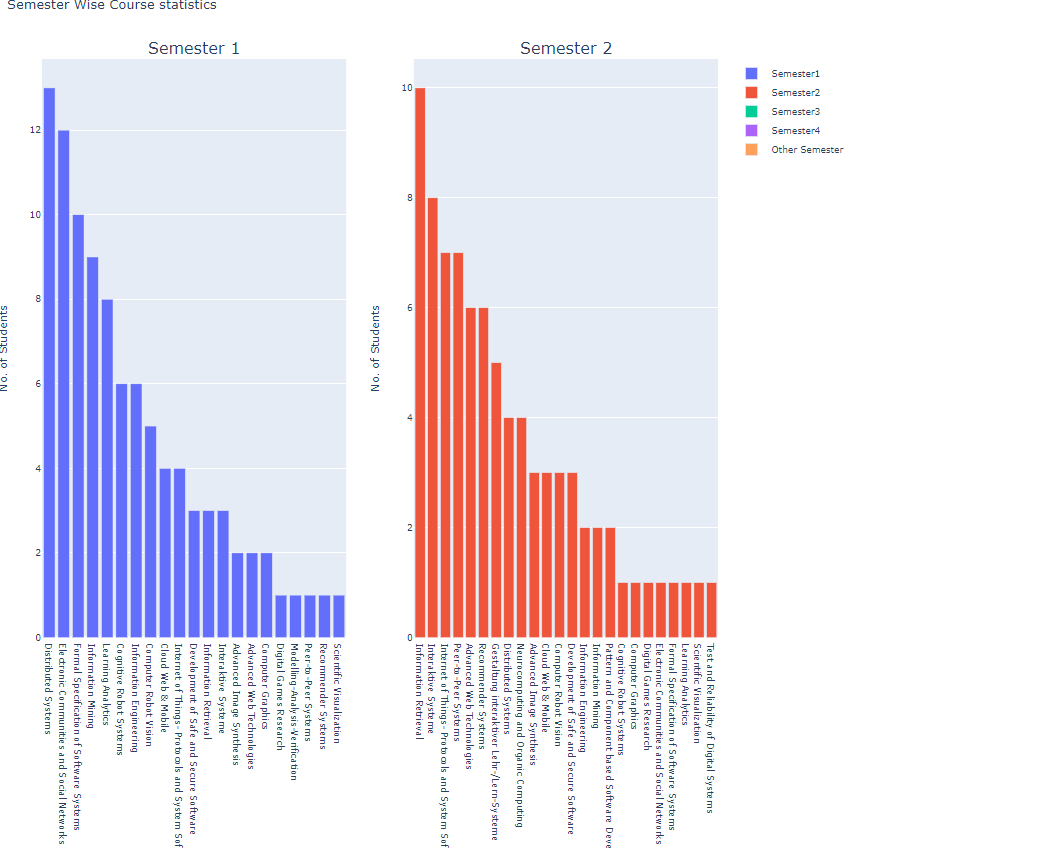 Semester Wise Course statistics
Semester 1
Semester 2
No. of Students
12
10
8
6
4
2
0
Distributed Systems
Electronic Communities and Social Networks
Formal Specification of Software Systems
Information Mining
Learning Analytics
Cognitive Robot Systems
Information Engineering
Computer Robot Vision
Cloud Web & Mobile
Internet of Things- Protocols and System Sof
Development of Safe and Secure Software
Information Retrieval
Interaktive Systeme
Advanced Image Synthesis
Advanced Web Technologies
Computer Graphics
Digital Games Research
Modelling-Analysis-Verification
Peer-to-Peer Systems
Recommender Systems
Scientific Visualization
No. of Students
10
8
6
4
2
0
Information Retrieval
Interaktive Systeme
Internet of Things- Protocols and System Sof
Peer-to-Peer Systems
Advanced Web Technologies
Recommender Systems
Gestaltung interaktiver Lehr-/Lern-Systeme
Distributed Systems
Neurocomputing and Organic Computing
Advanced Image Synthesis
Cloud Web & Mobile
Computer Robot Vision
Development of Safe and Secure Software
Information Engineering
Information Mining
Pattern and Component based Software Deve
Cognitive Robot Systems
Computer Graphics
Digital Games Research
Electronic Communities and Social Networks
Formal Specification of Software Systems
Learning Analytics
Scientific Visualization
Test and Reliability of Digital Systems
Semester1
Semester2
Semester3
Semester4
Other Semester